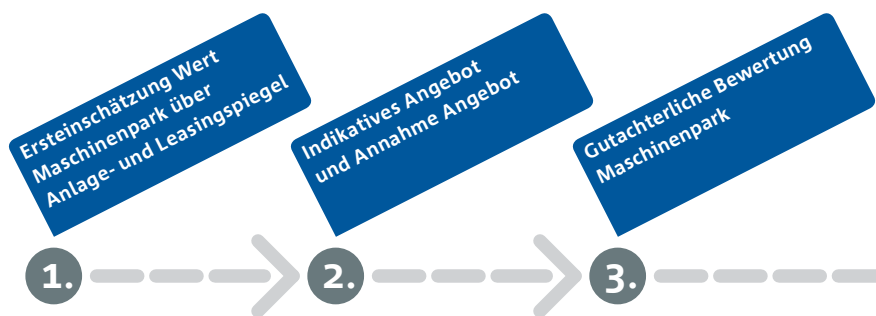 Ersteinschätzung Wert
Maschinenpark über
Anlage- und Leasingspiegel
Indikatives Angebot
und Annahme Angebot
Gutachterliche Bewertung
Maschinenpark
1.
2.
3.